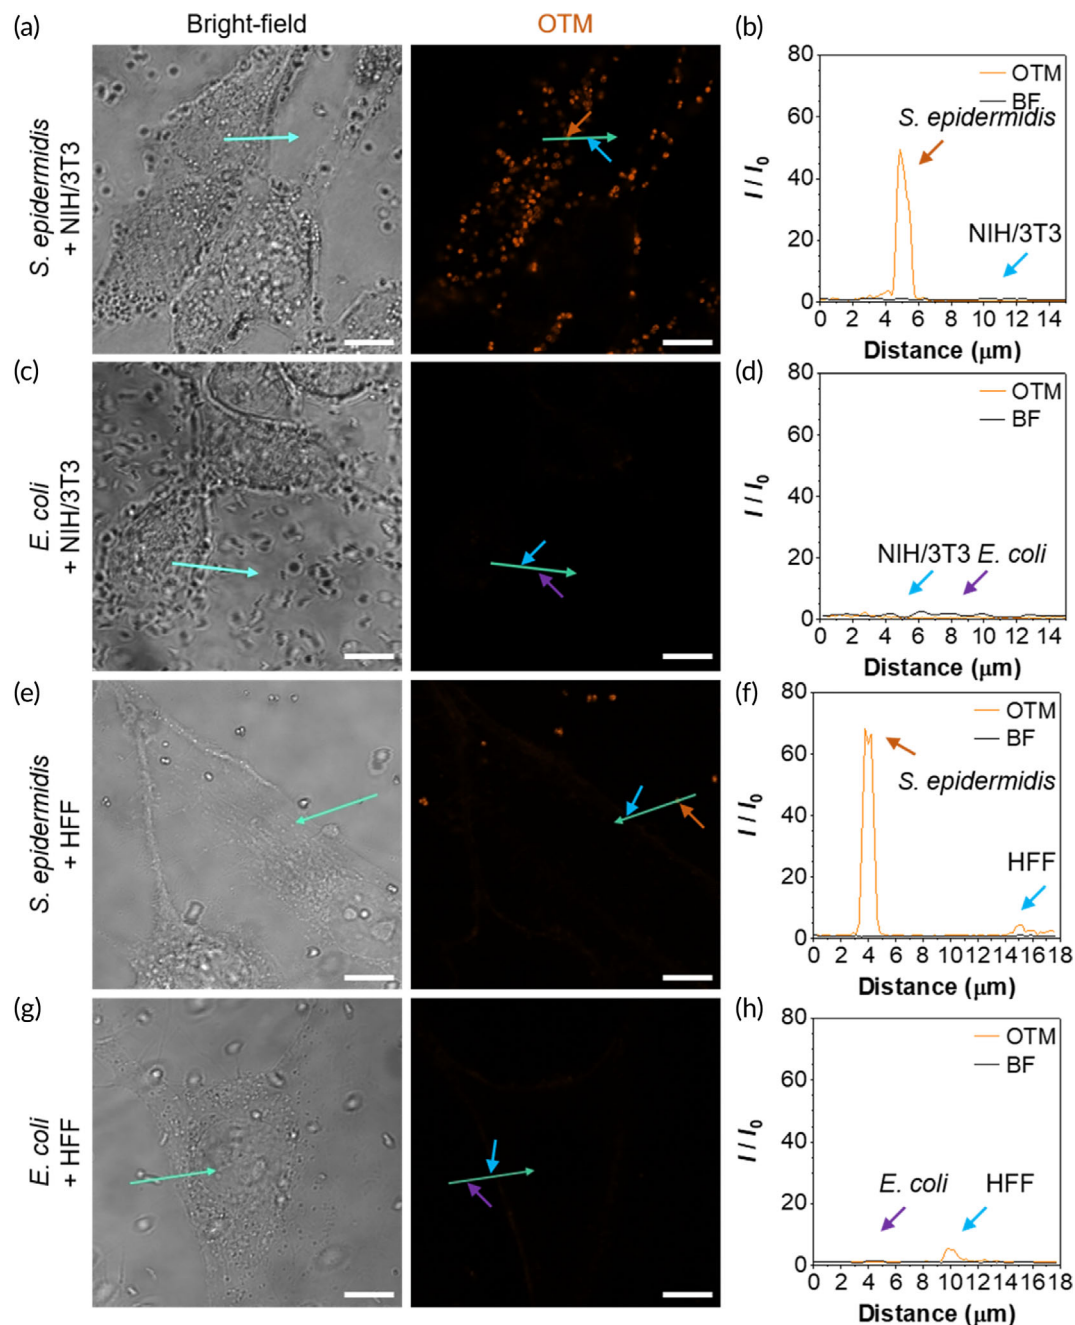 (a)
Bright-field
OTM
(b)
S. epidermidis
+ NIH/3T3
80
60
40
20
0
I / I0
OTM
BF
S. epidermidis
NIH/3T3
0 2 4 6 8 10 12 14
Distance (μm)
(c)
(d)
E. coli
+ NIH/3T3
80
60
40
20
0
I / I0
OTM
BF
NIH/3T3 E. coli
0 2 4 6 8 10 12 14
Distance (μm)
(e)
(f)
S. epidermidis
+ HFF
80
60
40
20
0
I / I0
OTM
BF
S. epidermidis
HFF
0 2 4 6 8 10 12 14 16 18
Distance (μm)
(g)
(h)
E. coli
+ HFF
80
60
40
20
0
I / I0
OTM
BF
E. coli HFF
0 2 4 6 8 10 12 14 16 18
Distance (μm)